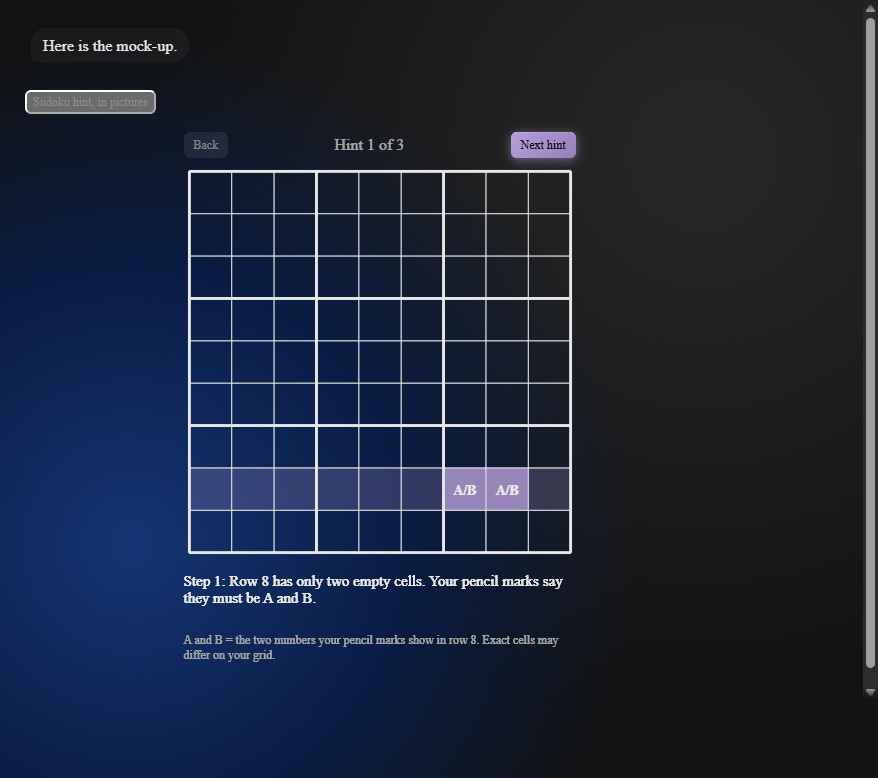 Here is the mock-up.
Sudoku hint, in pictures
Back
Hint 1 of 3
Next hint
A/B A/B
Step 1: Row 8 has only two empty cells. Your pencil marks say
they must be A and B.
A and B = the two numbers your pencil marks show in row 8. Exact cells may
differ on your grid.